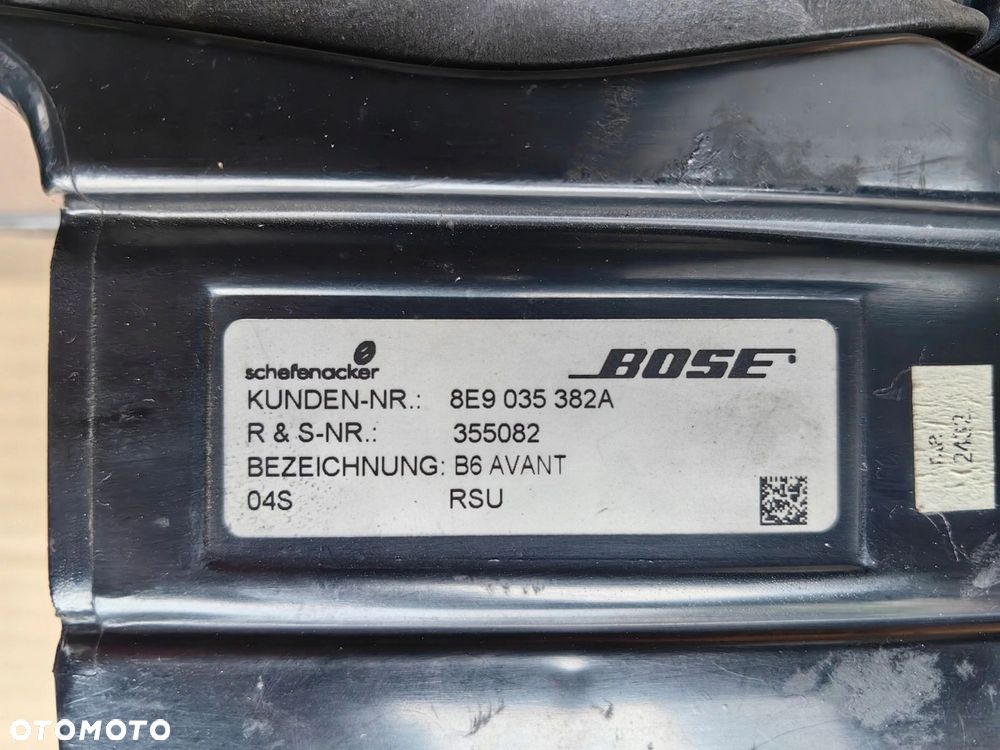 schefenacker
BOSE
KUNDEN-NR.: 8E9 035 382A
R & S-NR.: 355082
BEZEICHNUNG: B6 AVANT
04S RSU
OTOMOTO